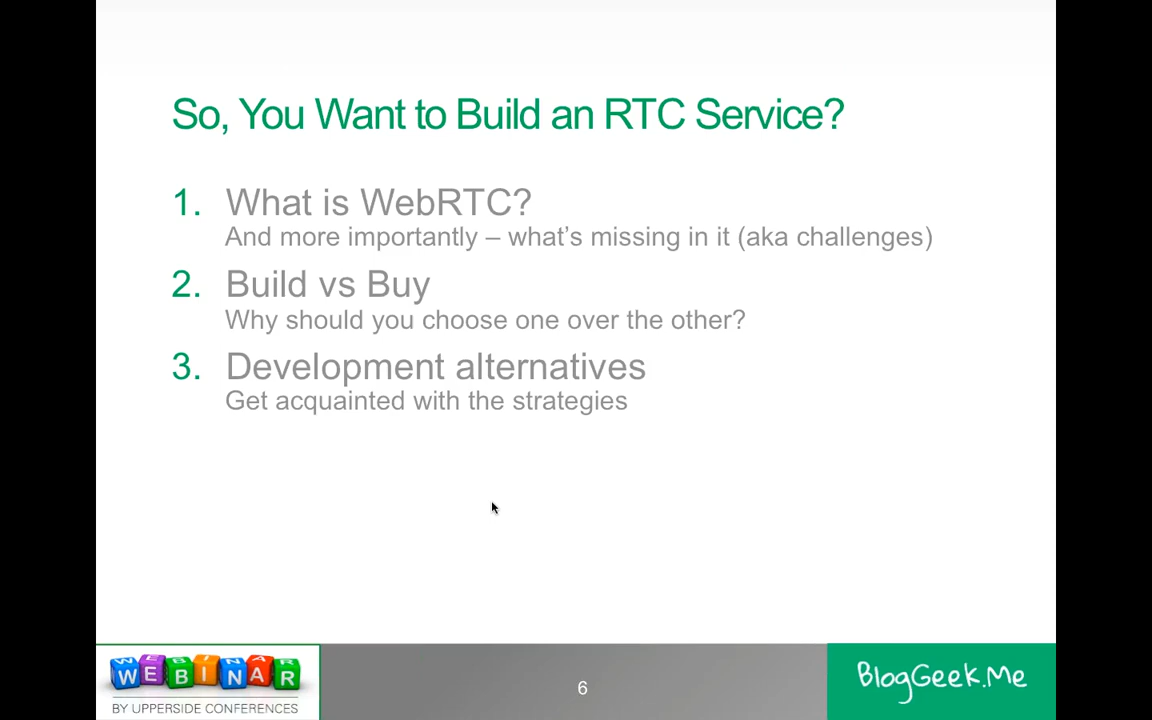 So, You Want to Build an RTC Service?
1. What is WebRTC?
And more importantly – what's missing in it (aka challenges)
2. Build vs Buy
Why should you choose one over the other?
3. Development alternatives
Get acquainted with the strategies
WEBINAR
BY UPPERSIDE CONFERENCES
6
BlogGeek.Me